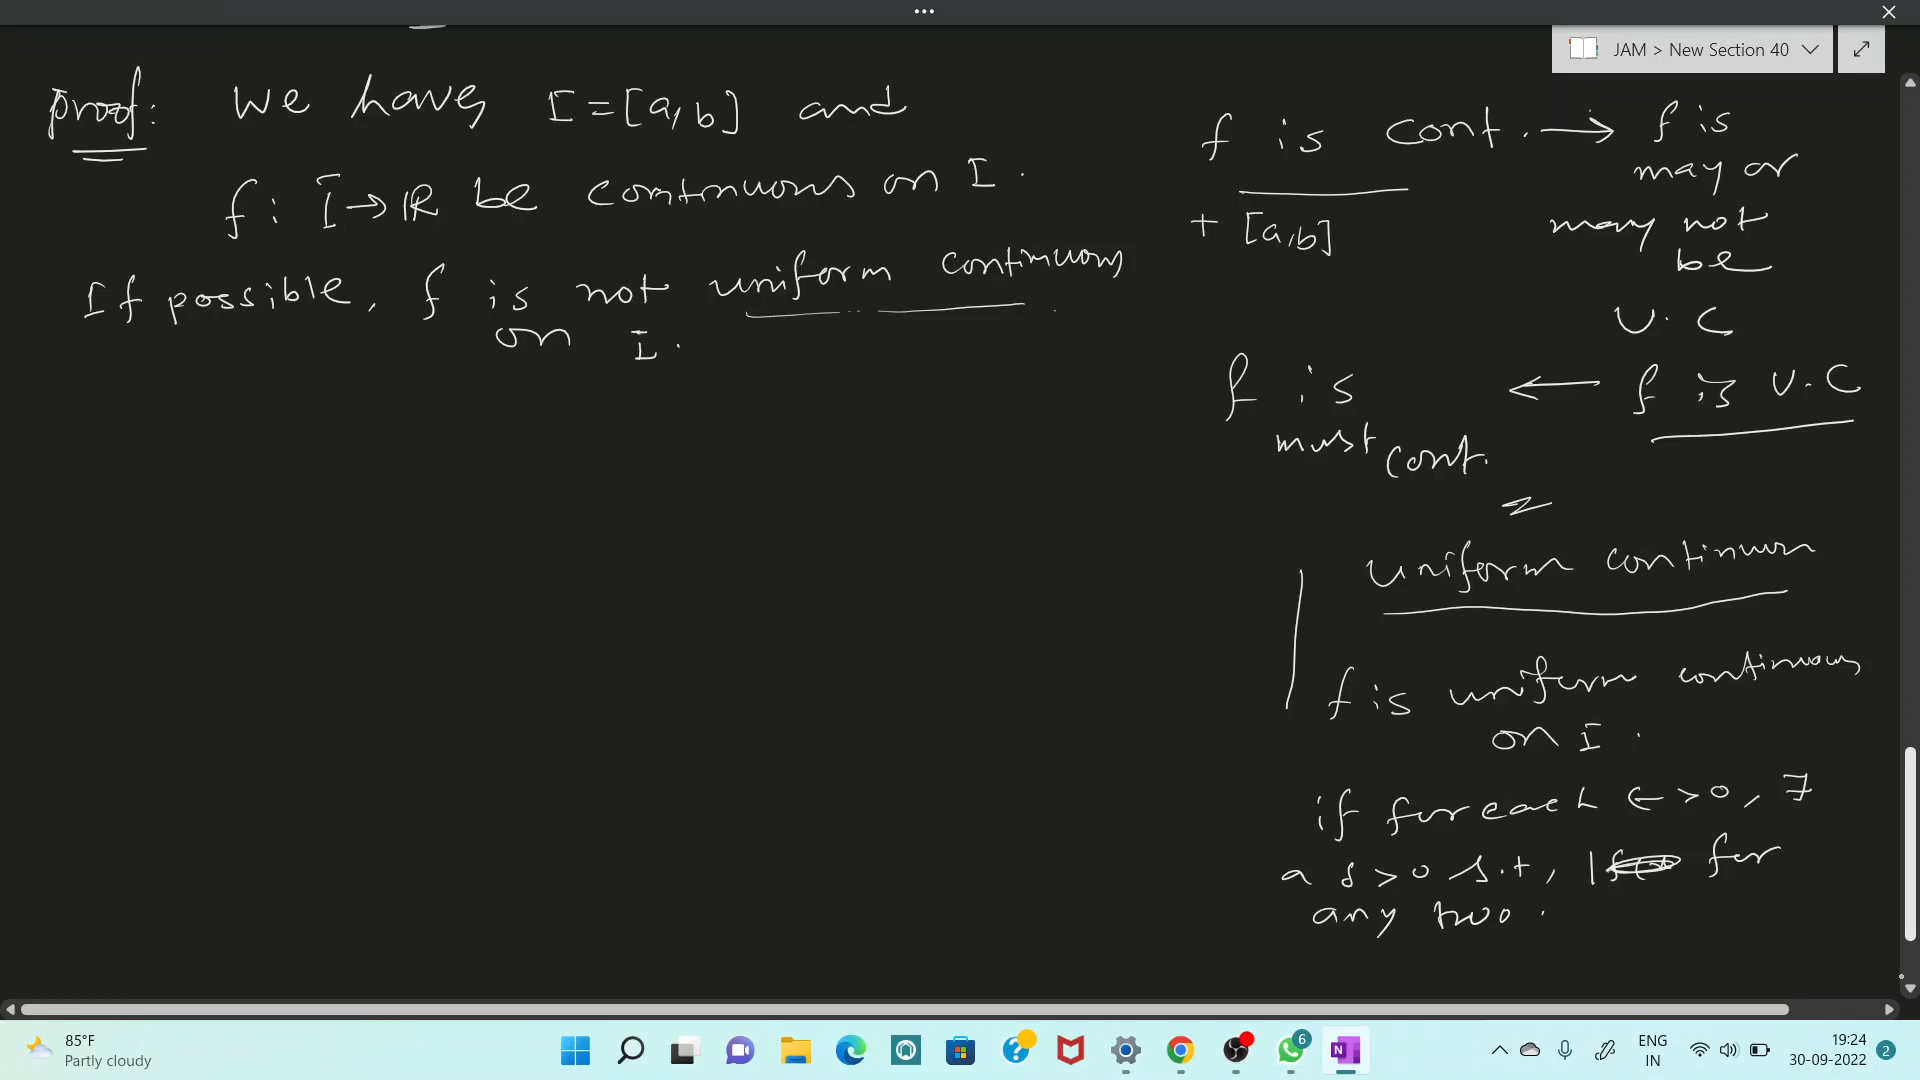 JAM > New Section 40
proof: We have, I = [a, b] and
f: I → ℝ be continuous on I.
If possible, f is not uniform continuous
on I.
f is cont. → f is
may or
+ [a, b] may not
be
U.C
f is ← f is U.C
must cont.
uniform continuous
f is uniform continuous
on I.
if for each ε > 0, ∃
a δ > 0 s.t, for
any two.
85°F
Partly cloudy
6
ENG
IN
19:24
30-09-2022
2